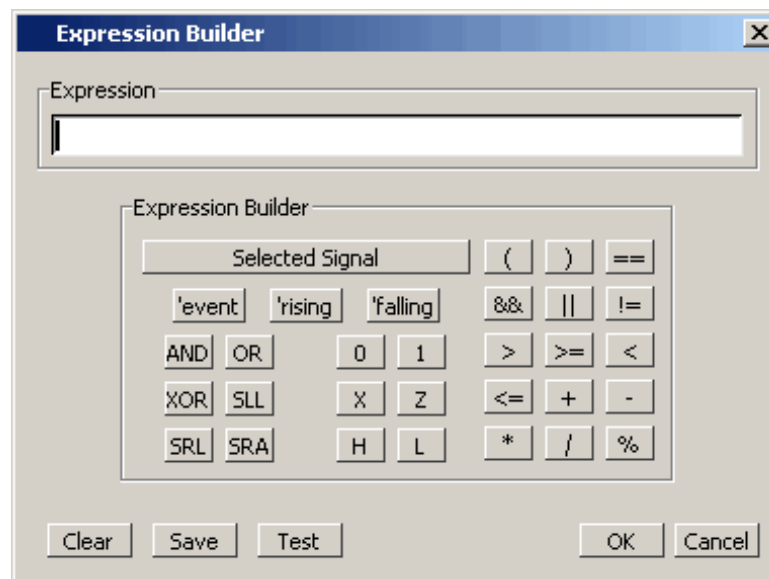 Expression Builder
Expression
Expression Builder
Selected Signal ( ) ==
'event 'rising 'falling && || !=
AND OR 0 1 > >= <
XOR SLL X Z <= + -
SRL SRA H L * / %
Clear Save Test OK Cancel